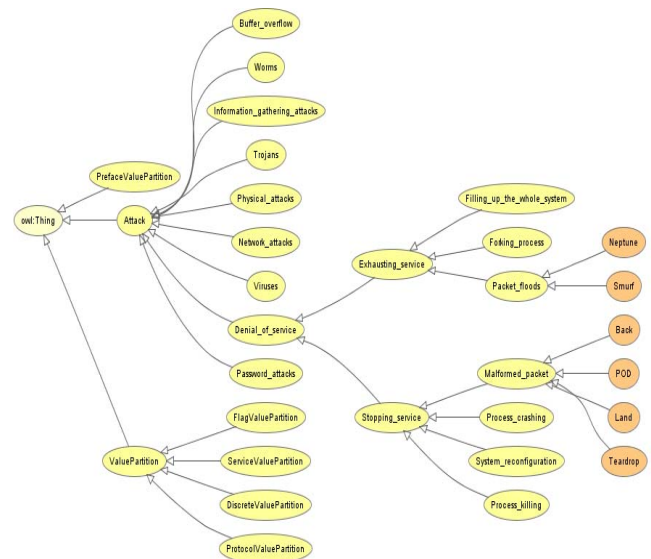 Buffer_overflow
Worms
Information_gathering_attacks
Trojans
PrefaceValuePartition
Physical_attacks
Filling_up_the_whole_system
owl:Thing
Attack
Network_attacks
Forking_process
Neptune
Exhausting_service
Viruses
Packet_floods
Smurf
Denial_of_service
Back
Password_attacks
Malformed_packet
POD
FlagValuePartition
Stopping_service
Process_crashing
Land
ValuePartition
ServiceValuePartition
System_reconfiguration
Teardrop
DiscreteValuePartition
Process_killing
ProtocolValuePartition